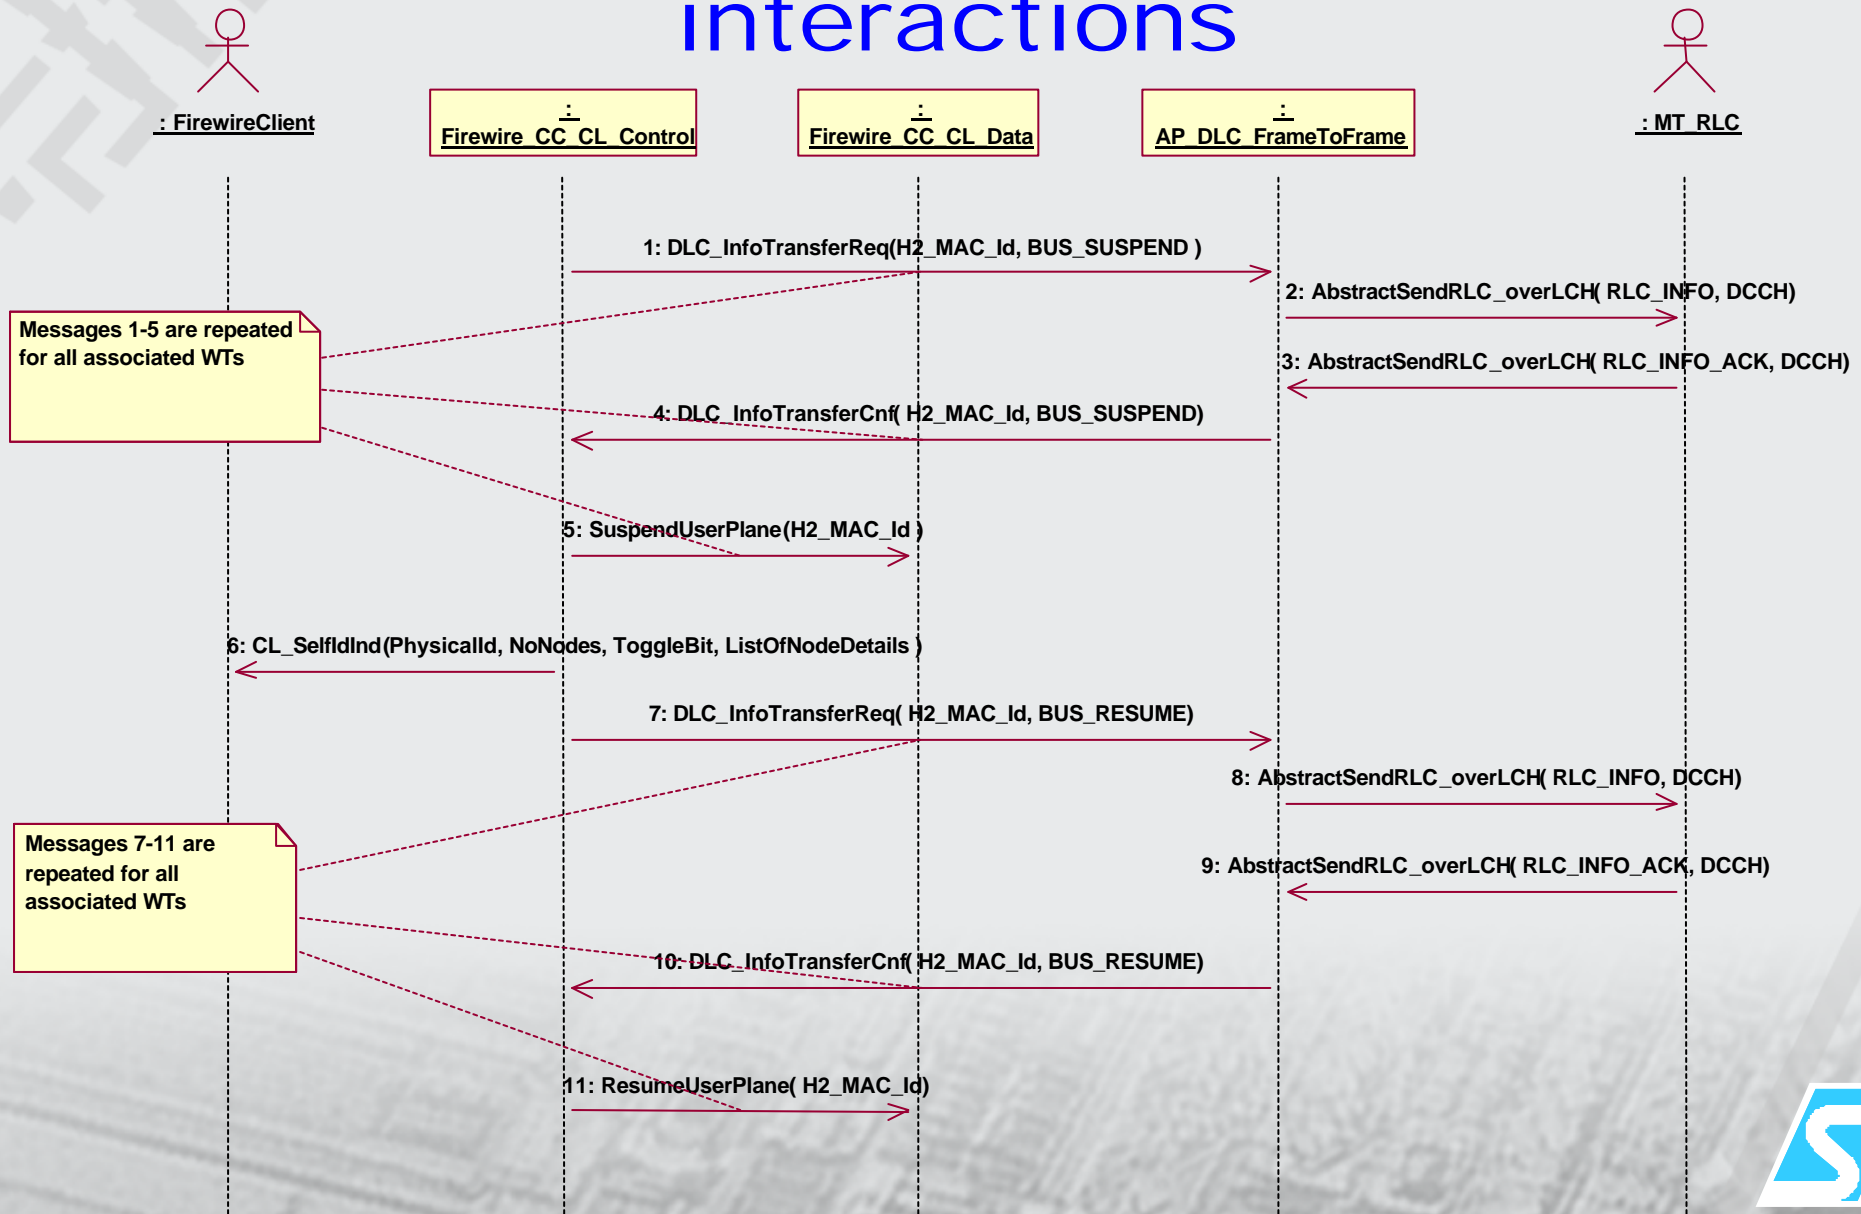 interactions
: FirewireClient
:
Firewire_CC_CL_Control
:
Firewire_CC_CL_Data
:
AP_DLC_FrameToFrame
: MT_RLC
1: DLC_InfoTransferReq(H2_MAC_Id, BUS_SUSPEND )
2: AbstractSendRLC_overLCH( RLC_INFO, DCCH)
Messages 1-5 are repeated
for all associated WTs
3: AbstractSendRLC_overLCH( RLC_INFO_ACK, DCCH)
4: DLC_InfoTransferCnf( H2_MAC_Id, BUS_SUSPEND)
5: SuspendUserPlane(H2_MAC_Id )
6: CL_SelfIdInd(PhysicalId, NoNodes, ToggleBit, ListOfNodeDetails )
7: DLC_InfoTransferReq( H2_MAC_Id, BUS_RESUME)
8: AbstractSendRLC_overLCH( RLC_INFO, DCCH)
Messages 7-11 are
repeated for all
associated WTs
9: AbstractSendRLC_overLCH( RLC_INFO_ACK, DCCH)
10: DLC_InfoTransferCnf( H2_MAC_Id, BUS_RESUME)
11: ResumeUserPlane( H2_MAC_Id)
S